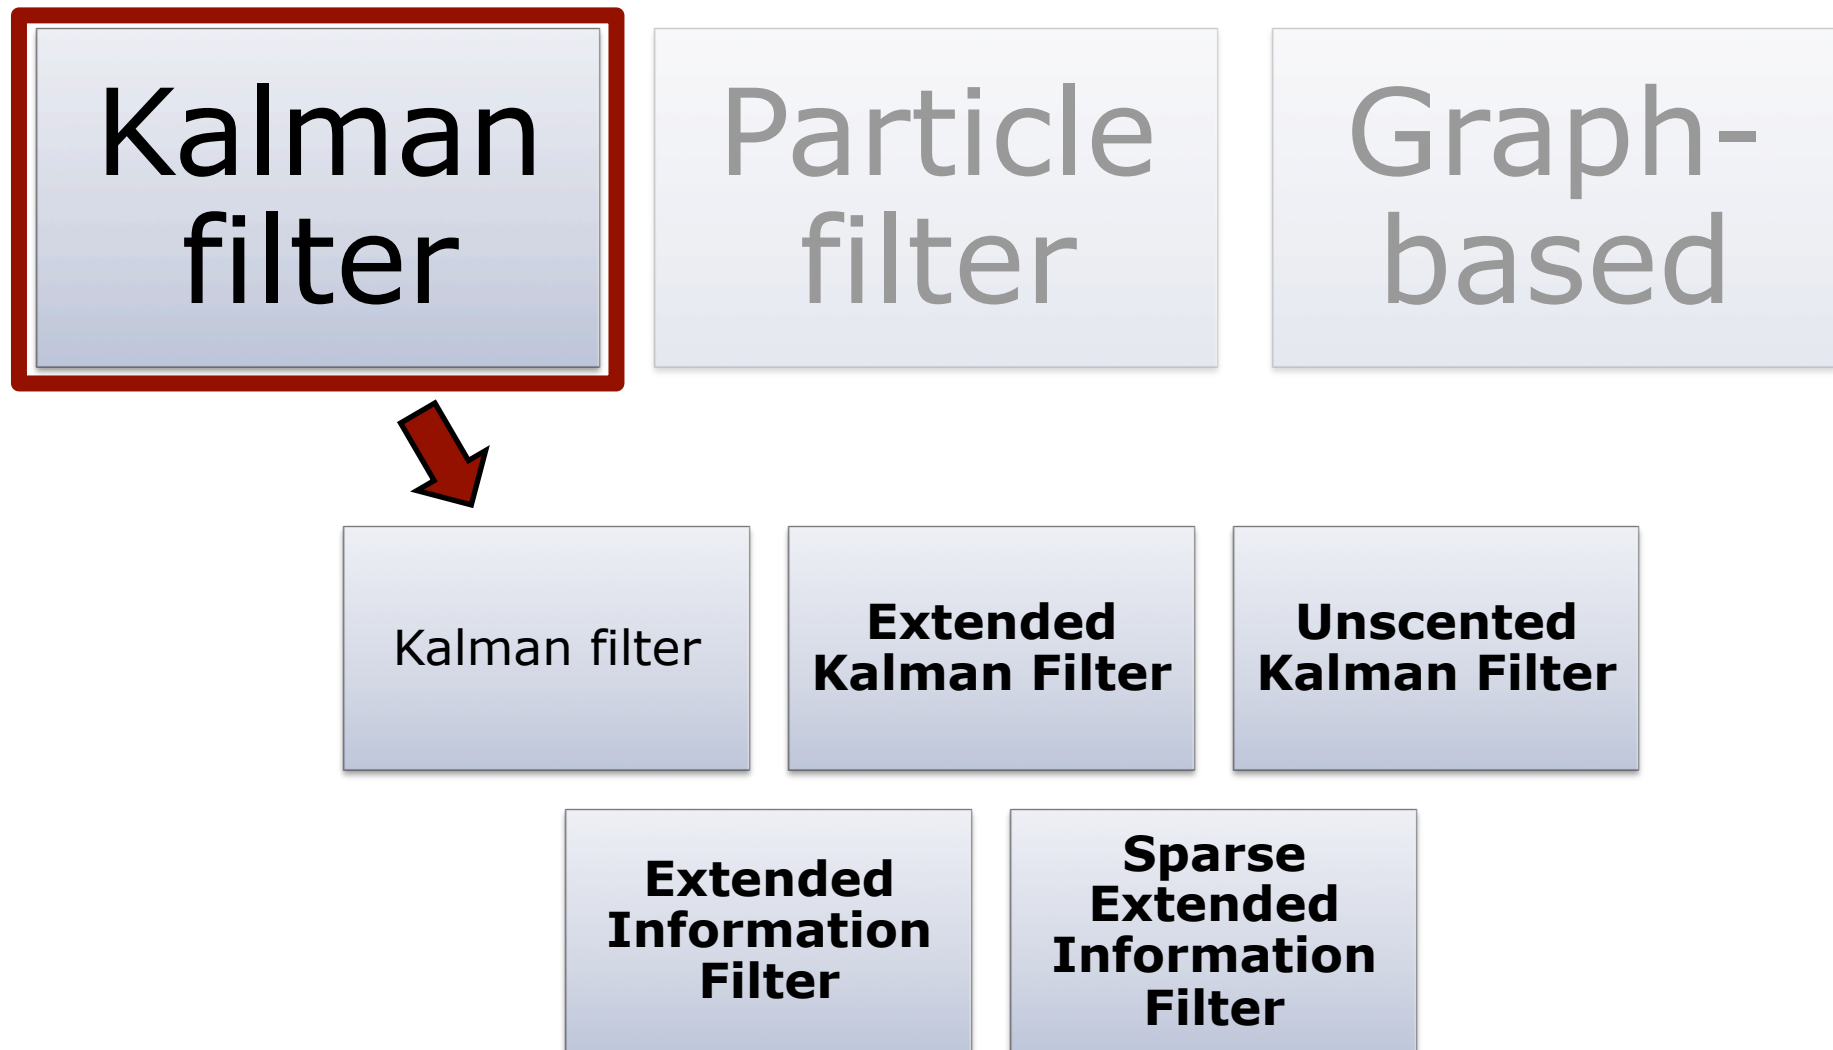 Kalman
filter
Particle
filter
Graph-
based
Kalman filter
Extended
Kalman Filter
Unscented
Kalman Filter
Extended
Information
Filter
Sparse
Extended
Information
Filter